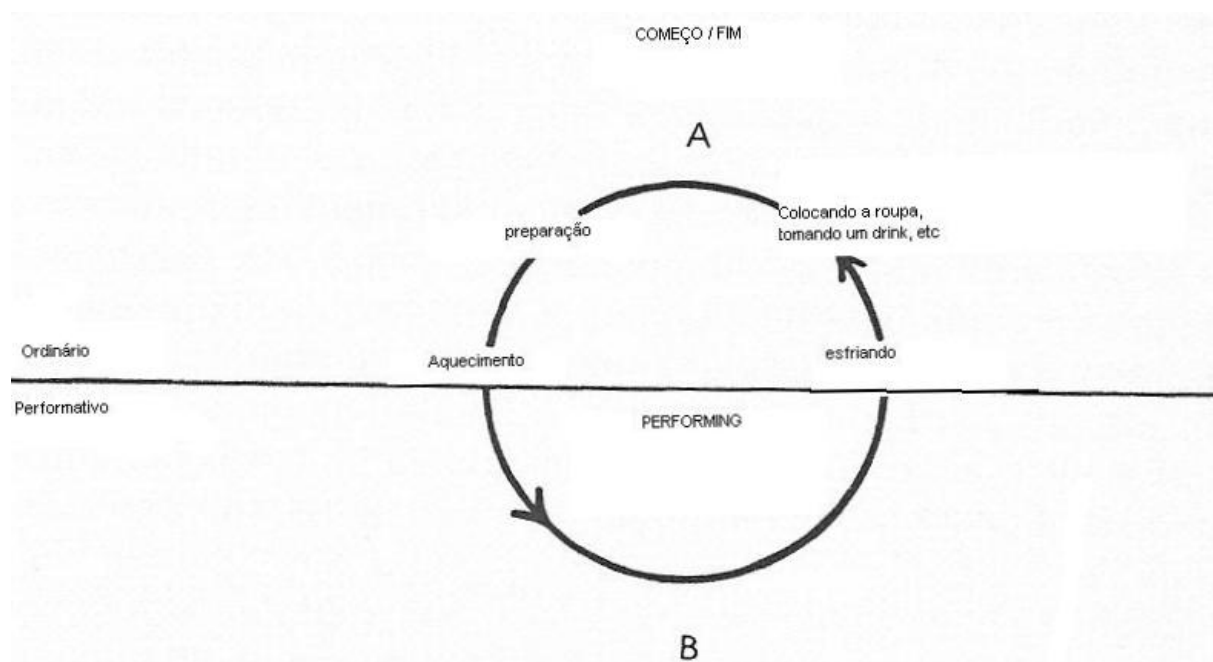 COMEÇO / FIM
A
Colocando a roupa,
tomando um drink, etc
preparação
Ordinário
Aquecimento
esfriando
Performativo
PERFORMING
B